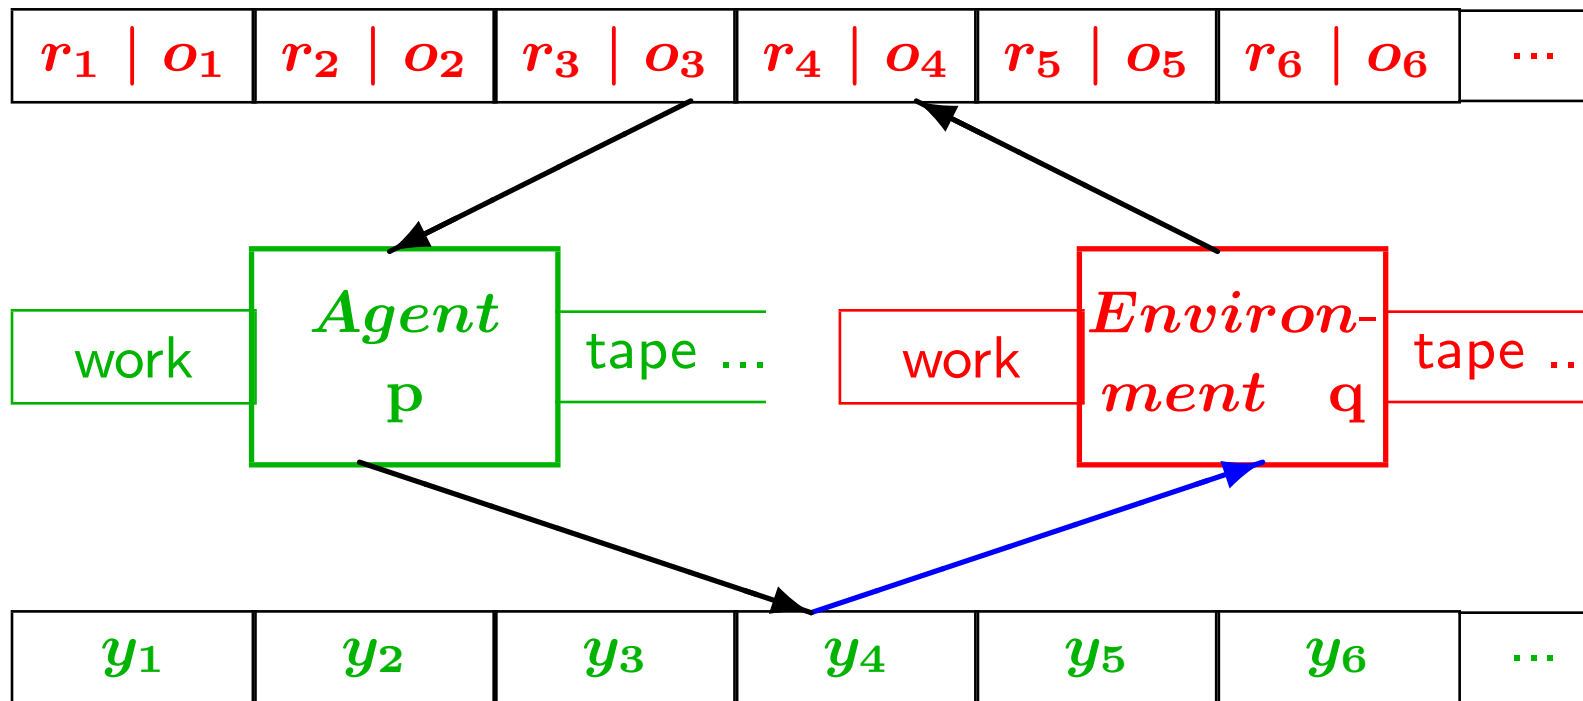 r₁ | o₁ r₂ | o₂ r₃ | o₃ r₄ | o₄ r₅ | o₅ r₆ | o₆ ...
Agent
p
work
tape ...
Environ-
ment q
work
tape ..
y₁ y₂ y₃ y₄ y₅ y₆ ...